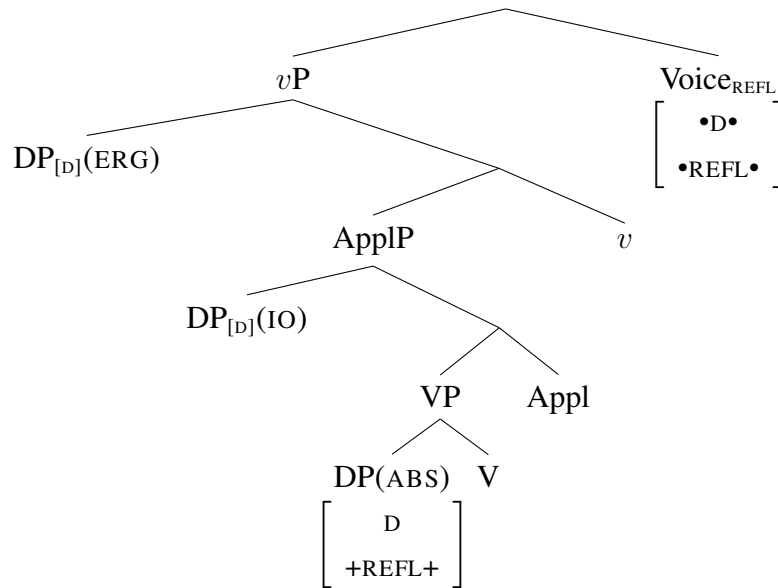 vP
Voice_REFL
•D•
•REFL•
DP_[D](ERG)
ApplP
v
DP_[D](IO)
VP
Appl
DP(ABS)
V
D
+REFL+